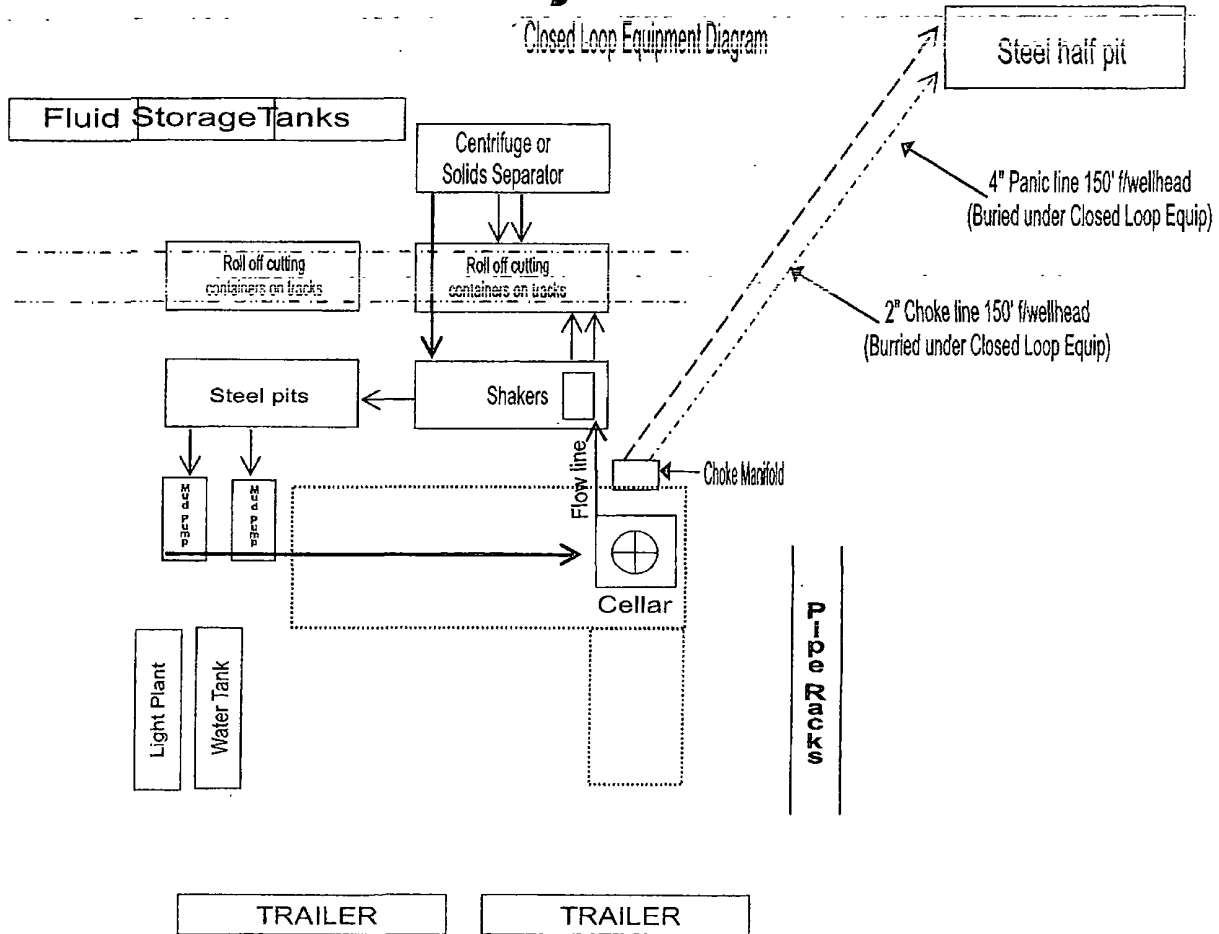 Closed Loop Equipment Diagram
Steel half pit
Fluid Storage Tanks
Centrifuge or
Solids Separator
4" Panic line 150' f/wellhead
(Buried under Closed Loop Equip)
Roll off cutting
containers on tracks
Roll off cutting
containers on tracks
2" Choke line 150' f/wellhead
(Burried under Closed Loop Equip)
Steel pits
Shakers
Flow line
Choke Manifold
Mud Pump
Mud Pump
Cellar
Pipe Racks
Light Plant
Water Tank
TRAILER
TRAILER